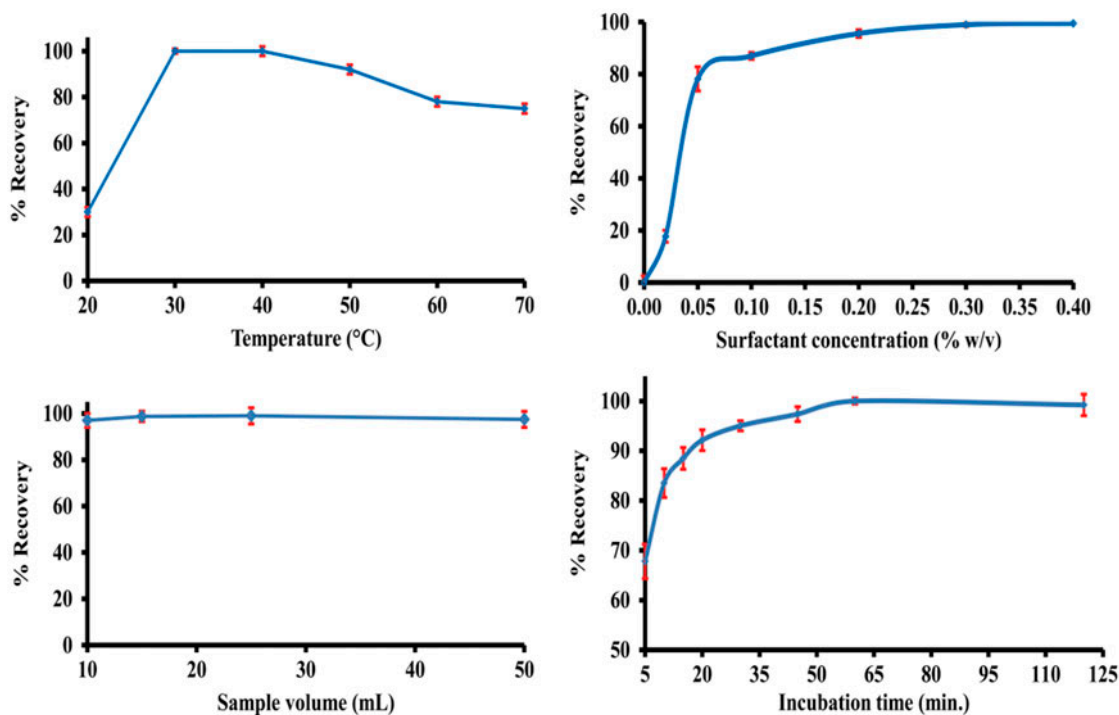 % Recovery
100
80
60
40
20
0
20 30 40 50 60 70
Temperature (°C)
% Recovery
100
80
60
40
20
0
0.00 0.05 0.10 0.15 0.20 0.25 0.30 0.35 0.40
Surfactant concentration (% w/v)
% Recovery
100
80
60
40
20
0
10 20 30 40 50
Sample volume (mL)
% Recovery
100
90
80
70
60
50
5 20 35 50 65 80 95 110 125
Incubation time (min.)